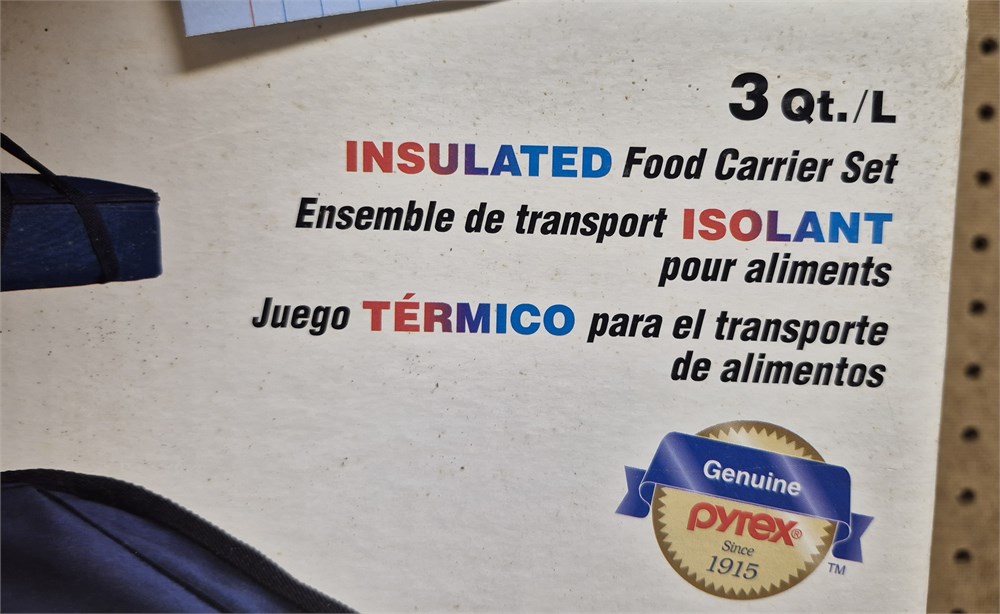 3 Qt./L
INSULATED Food Carrier Set
Ensemble de transport ISOLANT
pour aliments
Juego TÉRMICO para el transporte
de alimentos
Genuine
pyrex®
Since
1915
TM